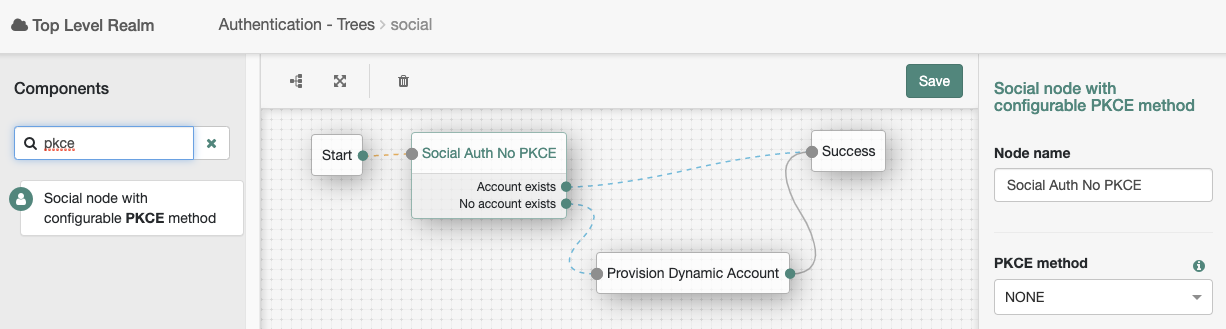 Top Level Realm
Authentication - Trees > social
Components
pkce
Social node with
configurable PKCE method
Save
Start
Social Auth No PKCE
Account exists
No account exists
Success
Provision Dynamic Account
Social node with
configurable PKCE method
Node name
Social Auth No PKCE
PKCE method
NONE